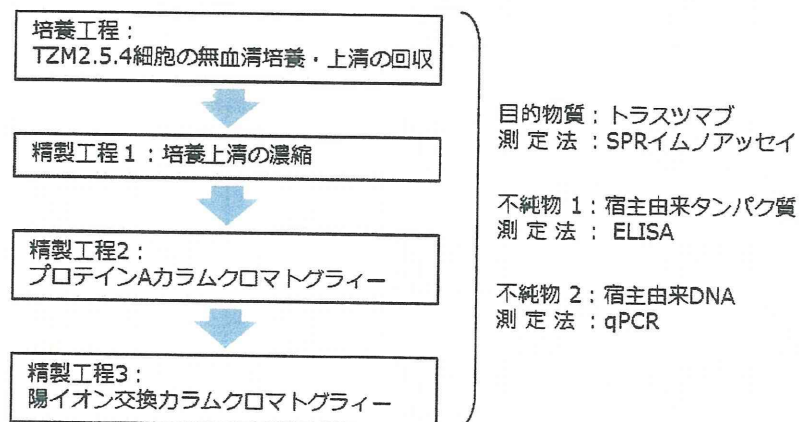 培養工程：
TZM2.5.4細胞の無血清培養・上清の回収
精製工程１：培養上清の濃縮
精製工程2：
プロテインAカラムクロマトグラフィー
精製工程3：
陽イオン交換カラムクロマトグラフィー
目的物質：トラスツマブ
測 定 法 ：SPRイムノアッセイ
不純物 1：宿主由来タンパク質
測 定 法 ： ELISA
不純物 2：宿主由来DNA
測 定 法 ：qPCR